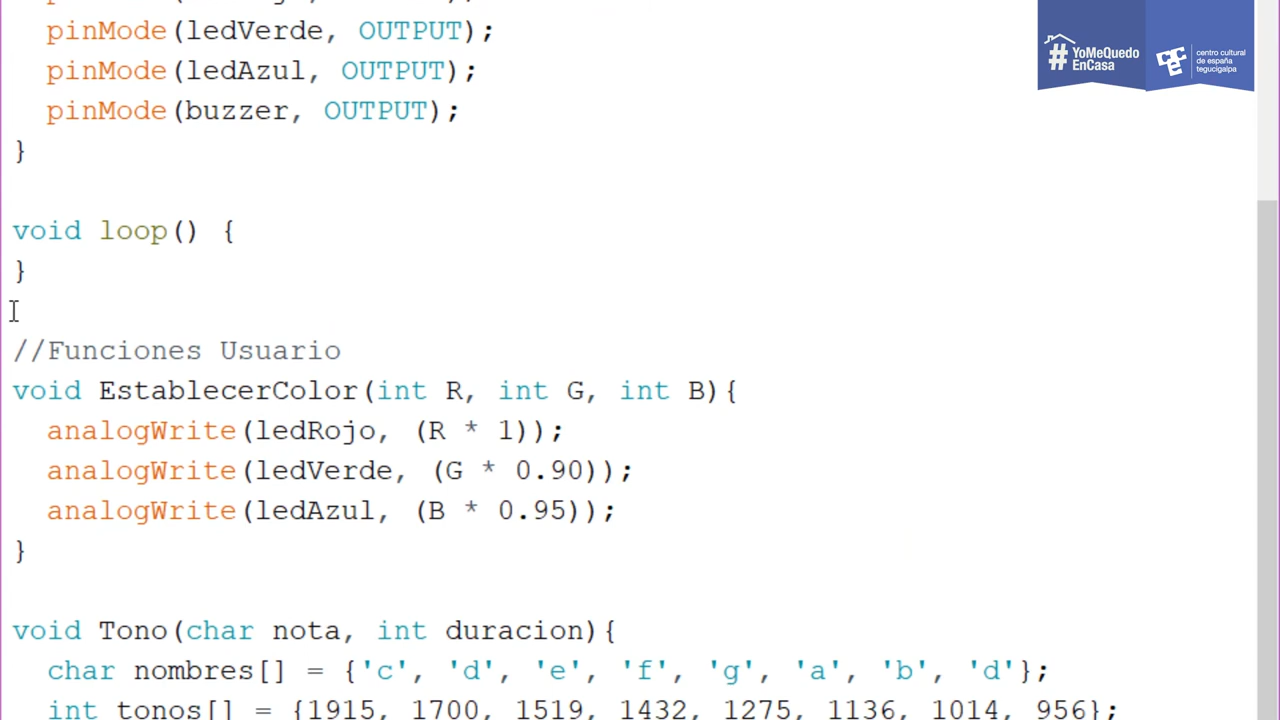 pinMode(ledVerde, OUTPUT);
pinMode(ledAzul, OUTPUT);
pinMode(buzzer, OUTPUT);
}
void loop() {
}
//Funciones Usuario
void EstablecerColor(int R, int G, int B){
analogWrite(ledRojo, (R * 1));
analogWrite(ledVerde, (G * 0.90));
analogWrite(ledAzul, (B * 0.95));
}
void Tono(char nota, int duracion){
char nombres[] = {'c', 'd', 'e', 'f', 'g', 'a', 'b', 'd'};
int tonos[] = {1915, 1700, 1519, 1432, 1275, 1136, 1014, 956};
#YoMeQuedo
EnCasa
cce
centro cultural
de españa
tegucigalpa